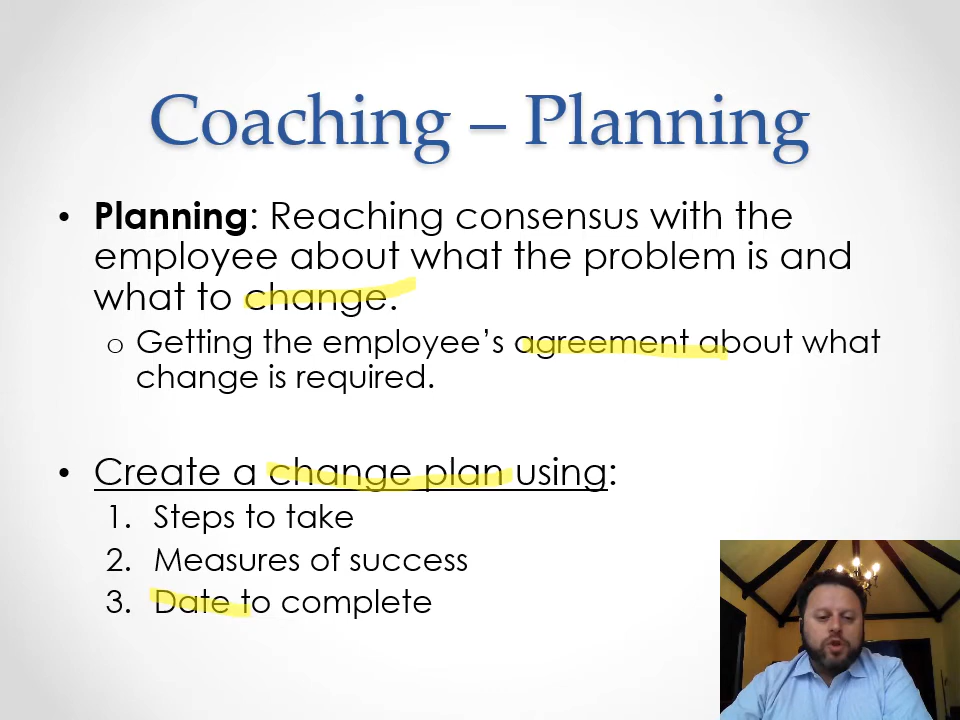 Coaching – Planning
• Planning: Reaching consensus with the
employee about what the problem is and
what to change.
o Getting the employee’s agreement about what
change is required.
• Create a change plan using:
1. Steps to take
2. Measures of success
3. Date to complete